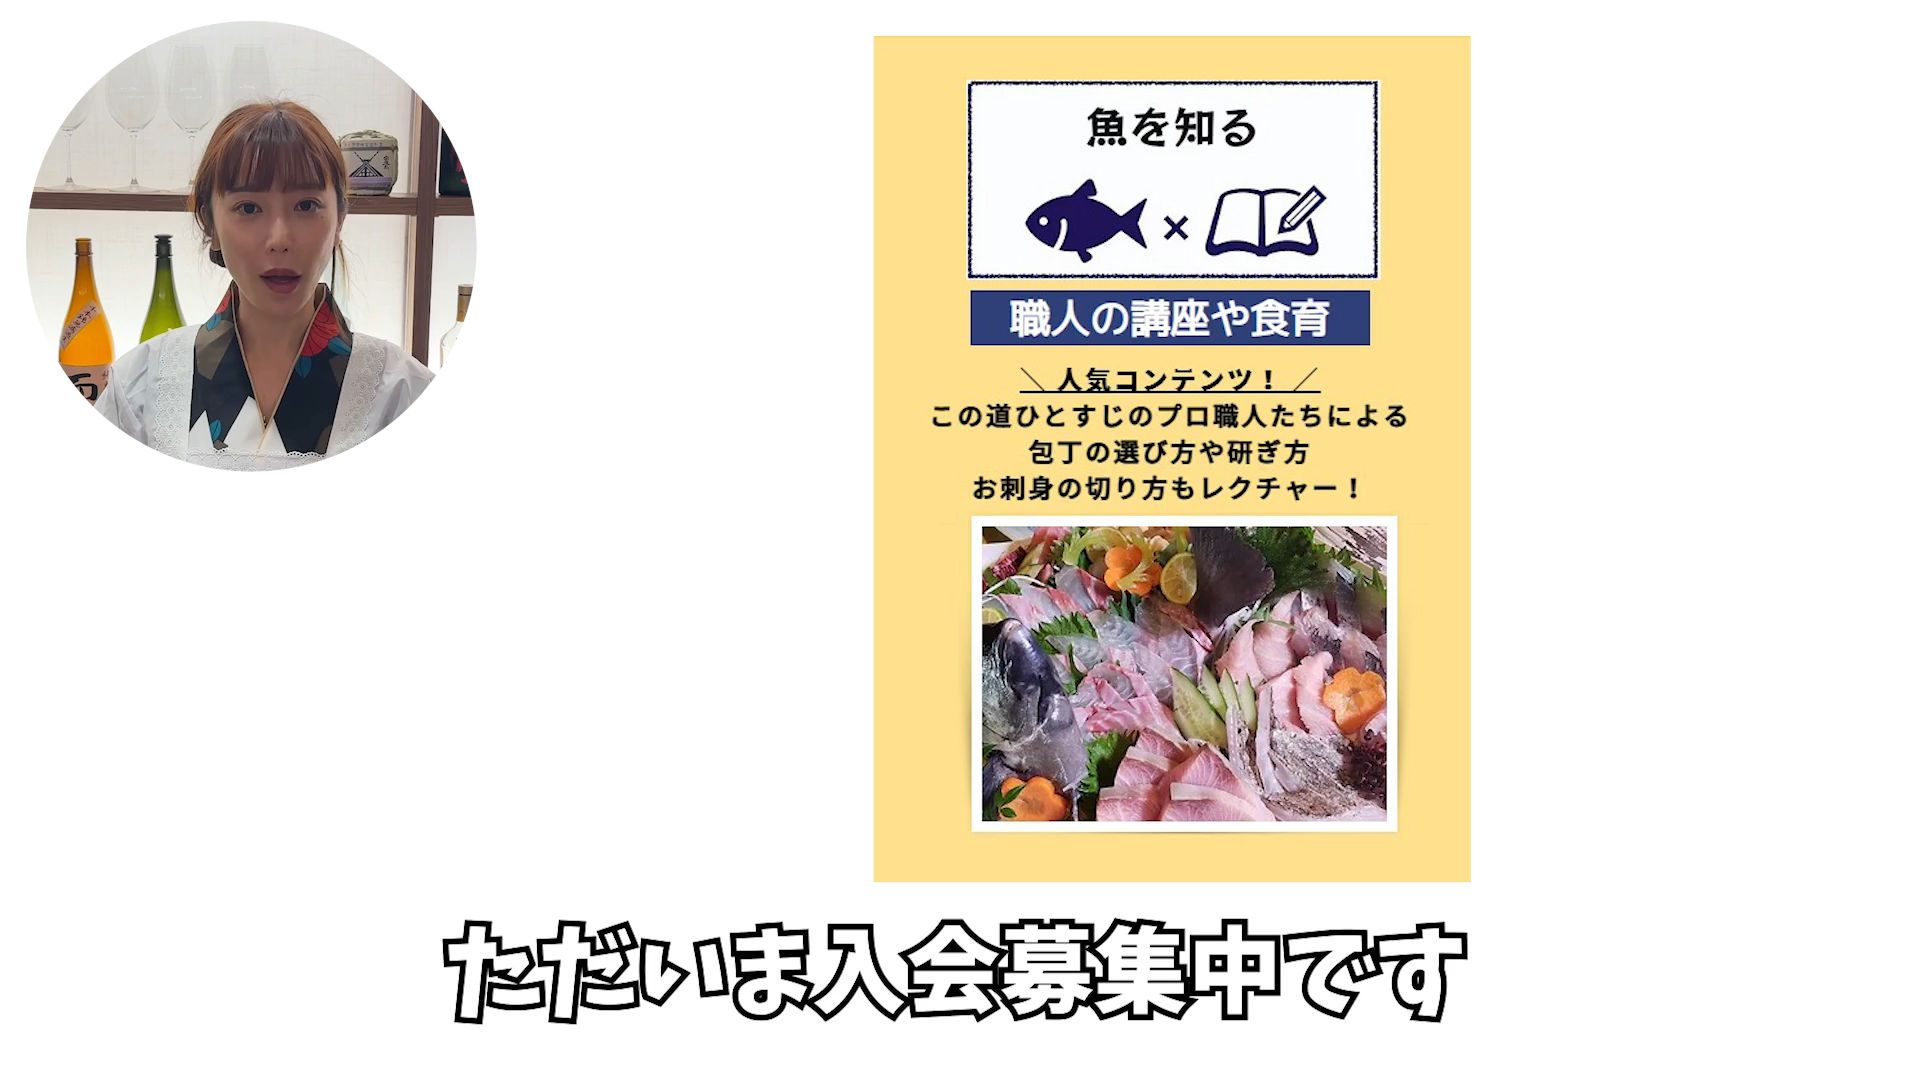 魚を知る
×
職人の講座や食育
＼ 人気コンテンツ！ ／
この道ひとすじのプロ職人たちによる
包丁の選び方や研ぎ方
お刺身の切り方もレクチャー！
ただいま入会募集中です